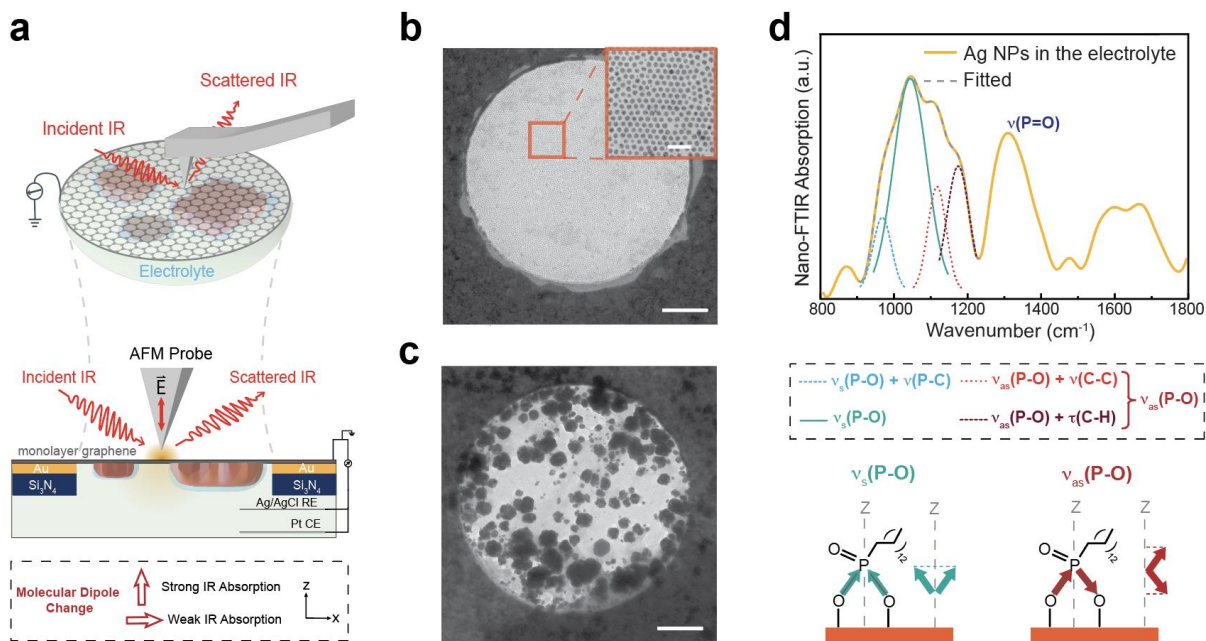 a
Scattered IR
Incident IR
Electrolyte
AFM Probe
Incident IR
E
Scattered IR
monolayer graphene
Au
Au
Si₃N₄
Si₃N₄
Ag/AgCl RE
Pt CE
Molecular Dipole
Change
Strong IR Absorption
Weak IR Absorption
Z
X
b
c
d
Ag NPs in the electrolyte
Fitted
ν(P=O)
Nano-FTIR Absorption (a.u.)
800 1000 1200 1400 1600 1800
Wavenumber (cm⁻¹)
νs(P-O) + ν(P-C)
νas(P-O) + ν(C-C)
νs(P-O)
νas(P-O) + τ(C-H)
νas(P-O)
νs(P-O)
νas(P-O)
Z Z
Z Z
O P 12
O O
O P 12
O O